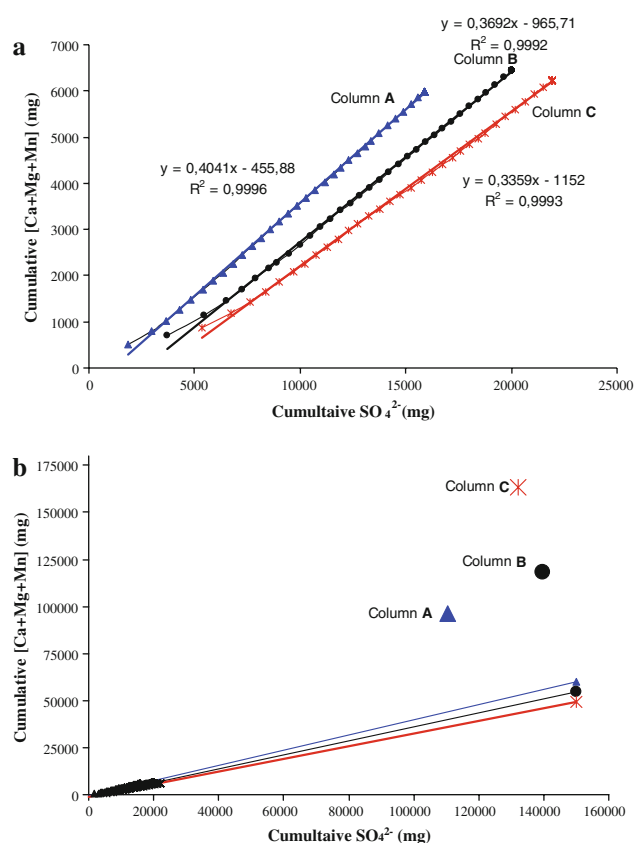 a
y = 0,3692x - 965,71
R² = 0,9992
Column B
Column A
Column C
y = 0,4041x - 455,88
R² = 0,9996
y = 0,3359x - 1152
R² = 0,9993
Cumulative [Ca+Mg+Mn] (mg)
7000
6000
5000
4000
3000
2000
1000
0
0 5000 10000 15000 20000 25000
Cumultaive SO₄²⁻(mg)
b
Cumulative [Ca+Mg+Mn] (mg)
175000
150000
125000
100000
75000
50000
25000
0
Column C
Column B
Column A
0 20000 40000 60000 80000 100000 120000 140000 160000
Cumultaive SO₄²⁻ (mg)